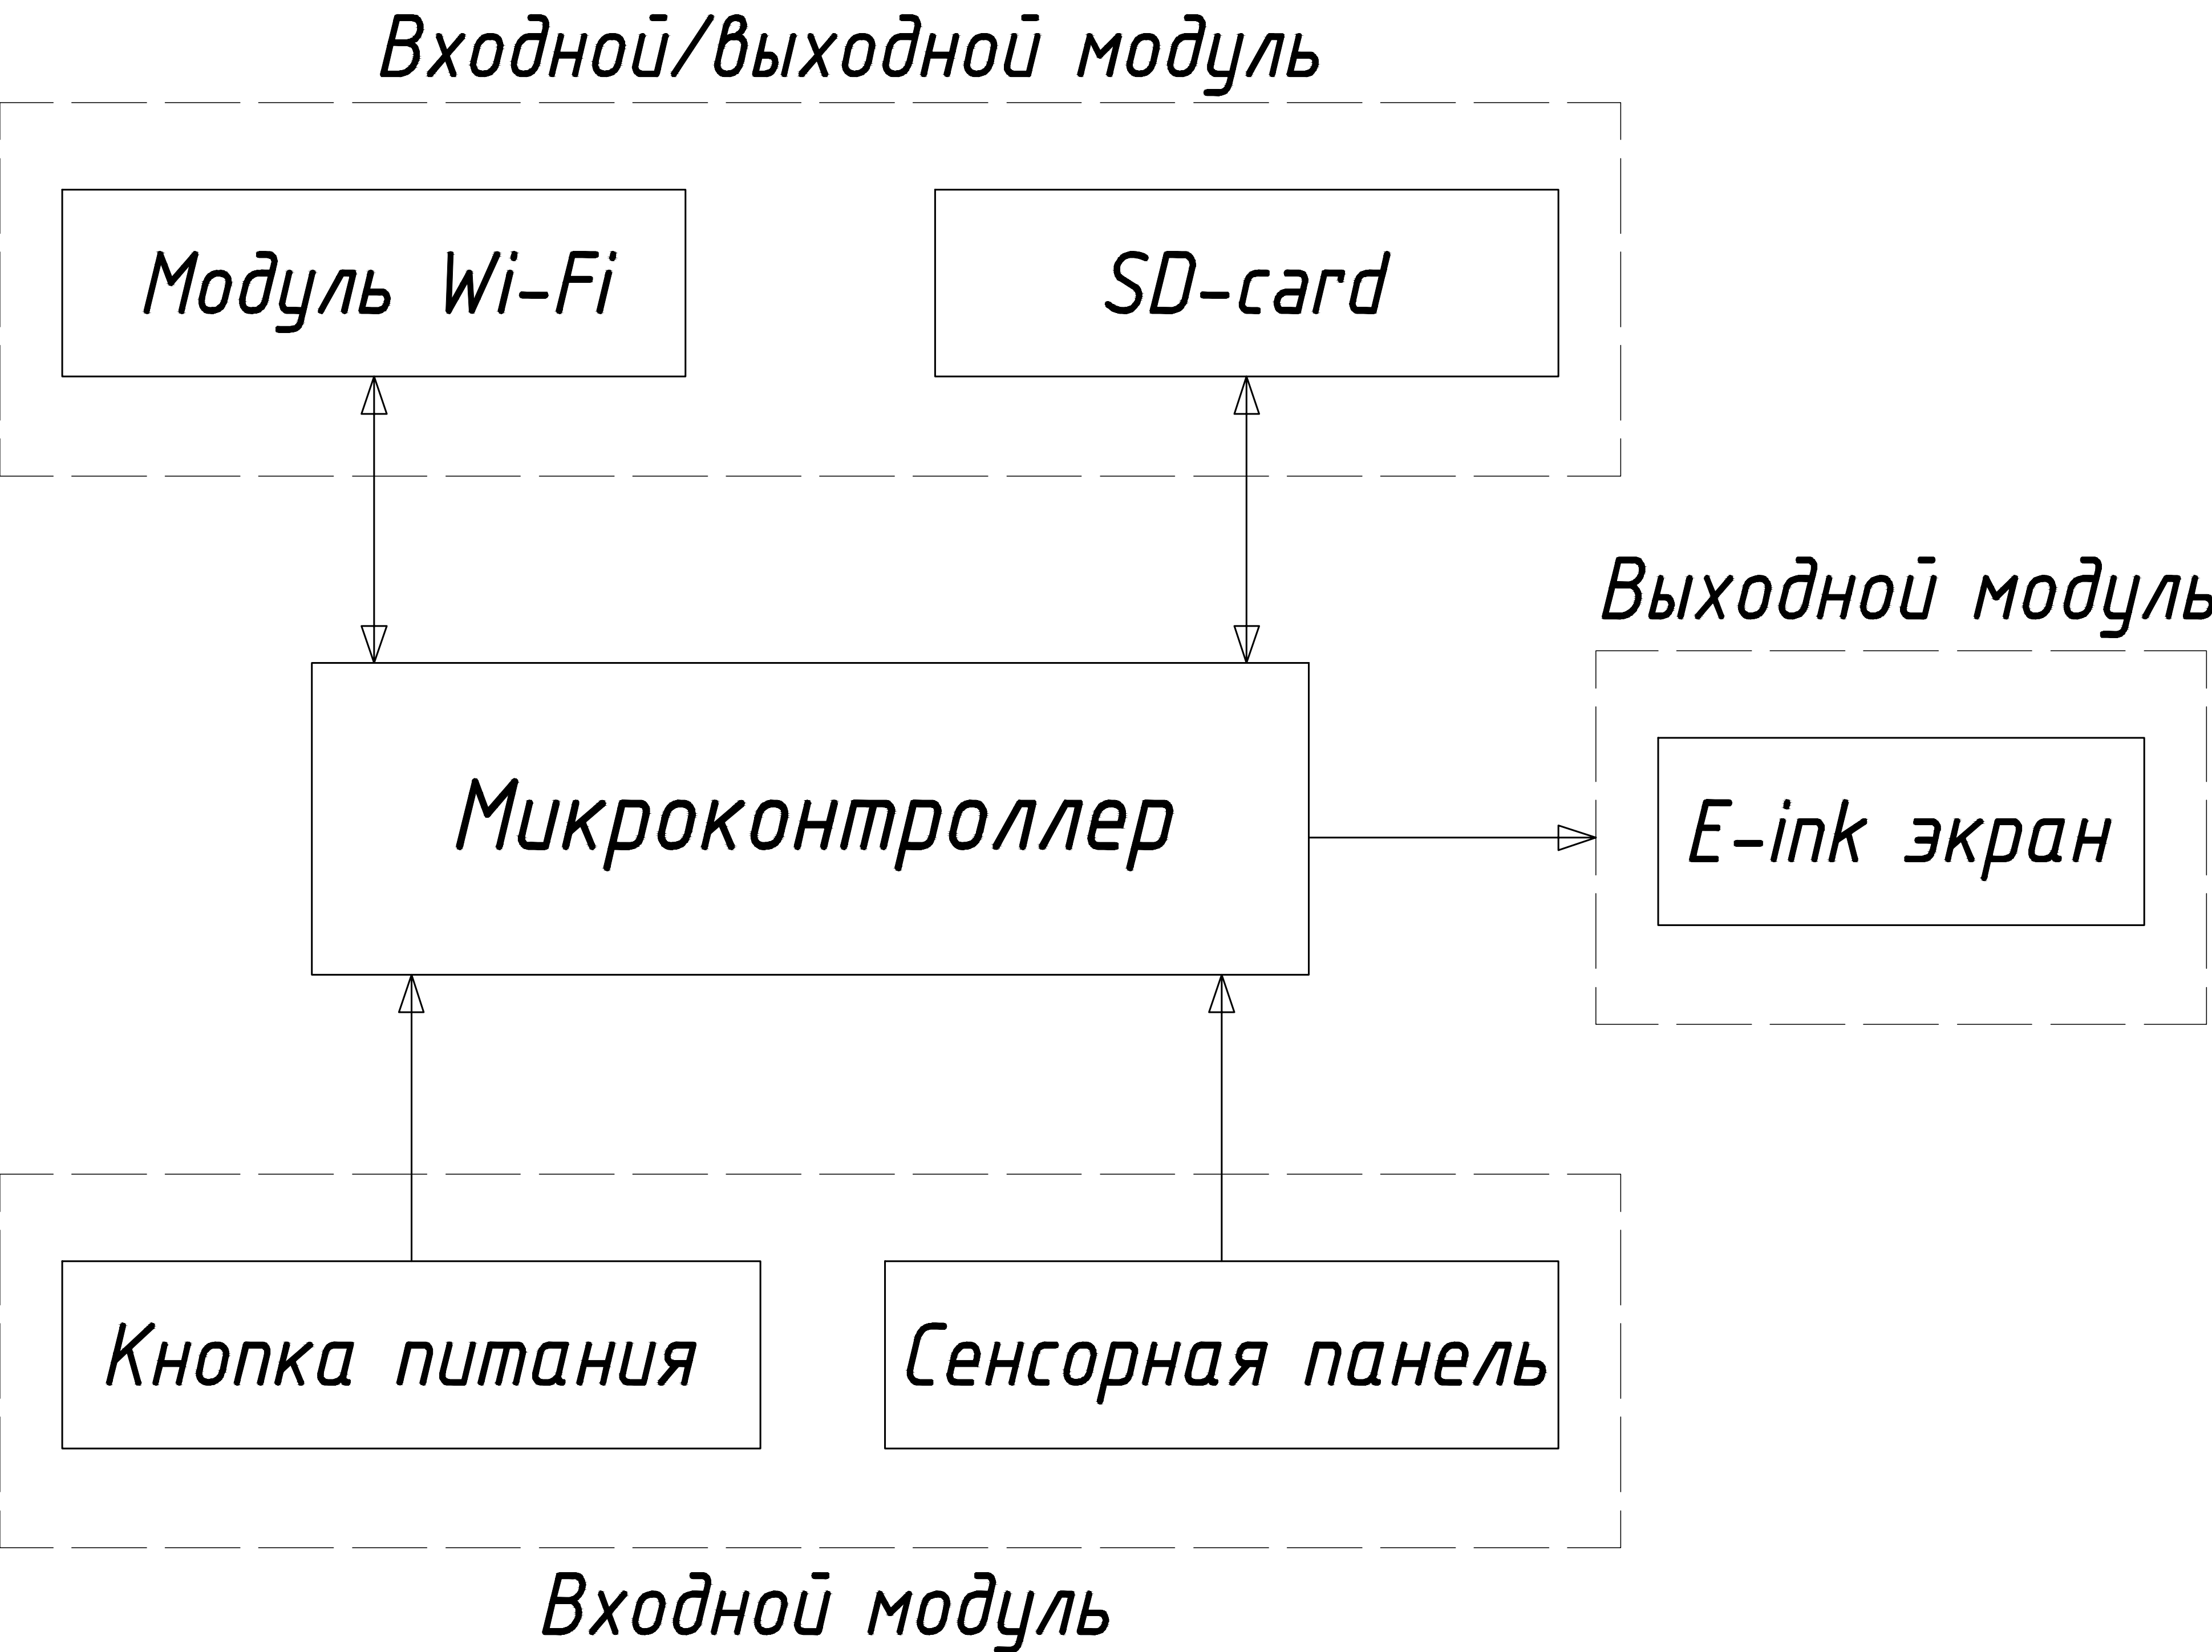 Входной/выходной модуль
Модуль Wi-Fi
SD-card
Выходной модуль
Микроконтроллер
E-ink экран
Кнопка питания
Сенсорная панель
Входной модуль